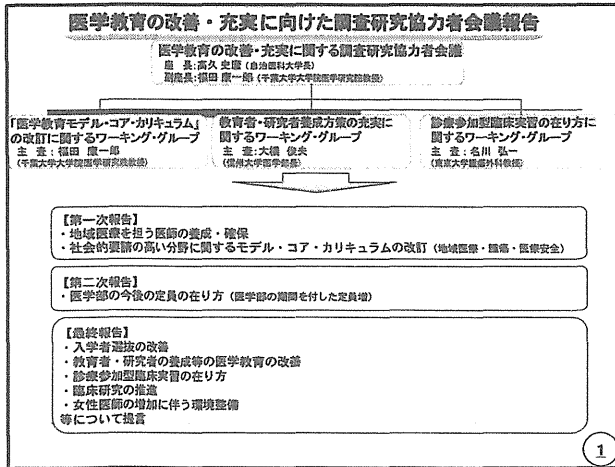 医学教育の改善・充実に向けた調査研究協力者会議報告
医学教育の改善・充実に関する調査研究協力者会議
座 長：高久 史麿（自治医科大学長）
副座長：福田 康一郎（千葉大学大学院医学研究院教授）
「医学教育モデル・コア・カリキュラム」
の改訂に関するワーキング・グループ
主 査：福田 康一郎
（千葉大学大学院医学研究院教授）
教育者・研究者養成方策の充実に
関するワーキング・グループ
主 査：大橋 俊夫
（信州大学医学部長）
診療参加型臨床実習の在り方に
関するワーキング・グループ
主 査：名川 弘一
（東京大学腫瘍外科教授）
【第一次報告】
・地域医療を担う医師の養成・確保
・社会的要請の高い分野に関するモデル・コア・カリキュラムの改訂（地域医療・腫瘍・医療安全）
【第二次報告】
・医学部の今後の定員の在り方（医学部の期間を付した定員増）
【最終報告】
・入学者選抜の改善
・教育者・研究者の養成等の医学教育の改善
・診療参加型臨床実習の在り方
・臨床研究の推進
・女性医師の増加に伴う環境整備
等について提言
1